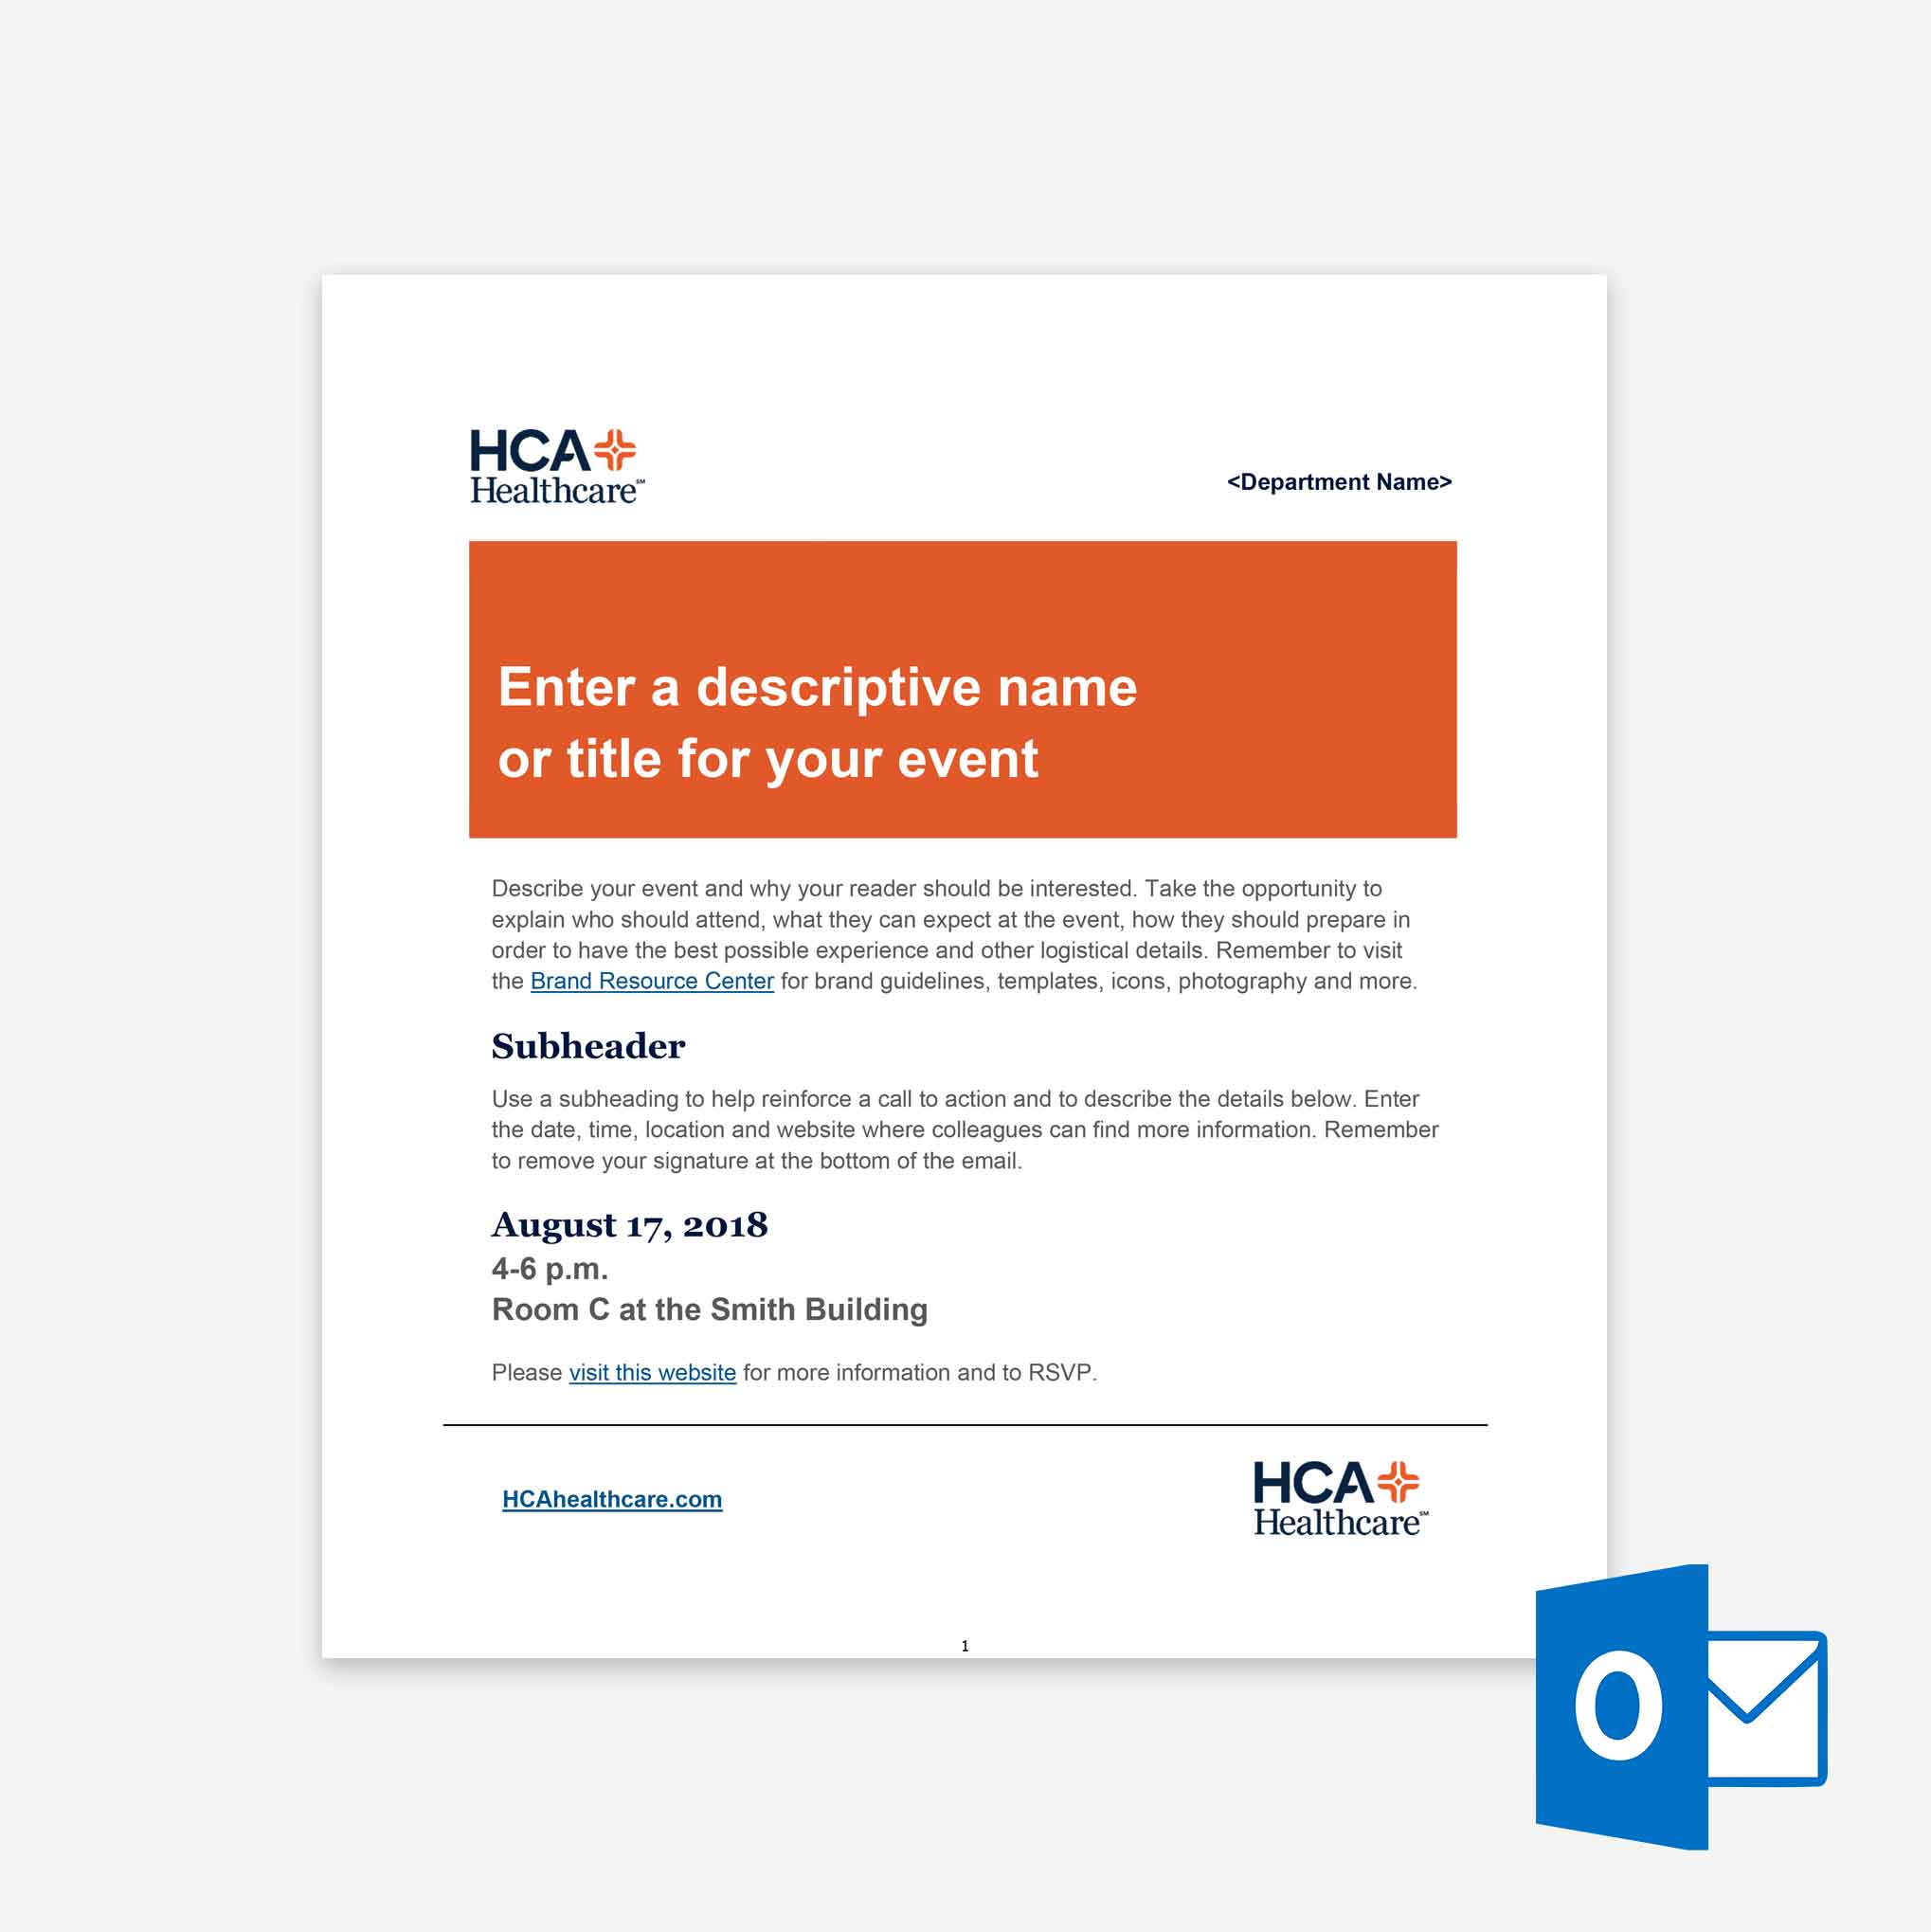 HCA
Healthcare℠
<Department Name>
Enter a descriptive name
or title for your event
Describe your event and why your reader should be interested. Take the opportunity to
explain who should attend, what they can expect at the event, how they should prepare in
order to have the best possible experience and other logistical details. Remember to visit
the Brand Resource Center for brand guidelines, templates, icons, photography and more.
Subheader
Use a subheading to help reinforce a call to action and to describe the details below. Enter
the date, time, location and website where colleagues can find more information. Remember
to remove your signature at the bottom of the email.
August 17, 2018
4-6 p.m.
Room C at the Smith Building
Please visit this website for more information and to RSVP.
HCAhealthcare.com
HCA
Healthcare℠
1
O